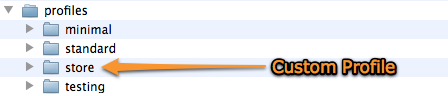 profiles
minimal
standard
store
Custom Profile
testing